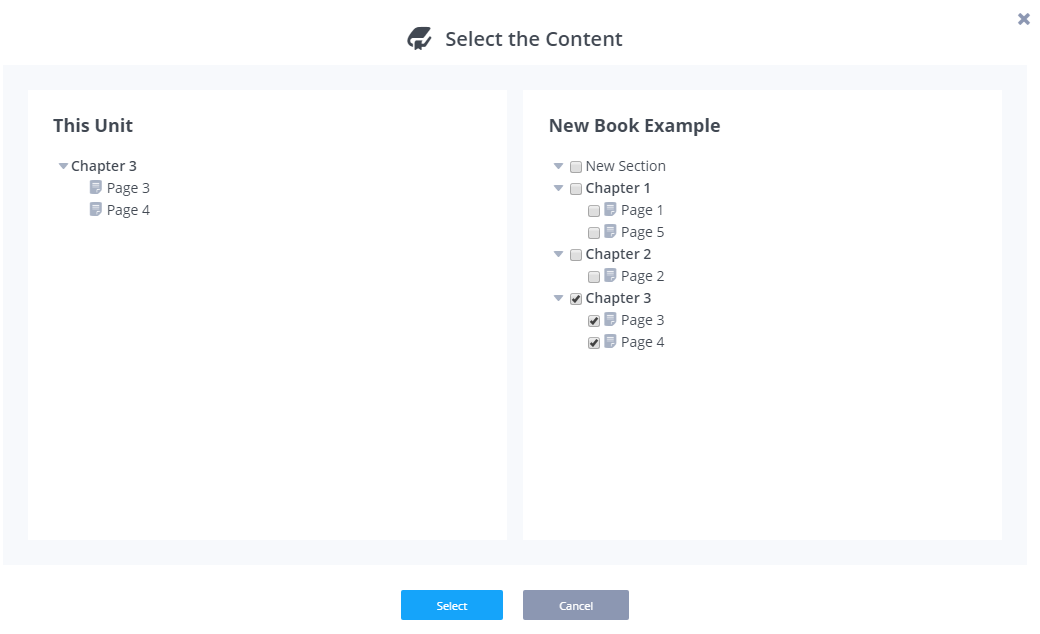 Select the Content
This Unit
Chapter 3
Page 3
Page 4
New Book Example
New Section
Chapter 1
Page 1
Page 5
Chapter 2
Page 2
Chapter 3
Page 3
Page 4
Select
Cancel